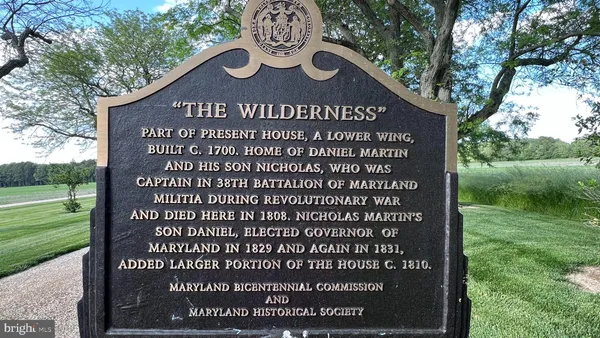 "THE WILDERNESS"
PART OF PRESENT HOUSE, A LOWER WING,
BUILT C. 1700. HOME OF DANIEL MARTIN
AND HIS SON NICHOLAS, WHO WAS
CAPTAIN IN 38TH BATTALION OF MARYLAND
MILITIA DURING REVOLUTIONARY WAR
AND DIED HERE IN 1808. NICHOLAS MARTIN'S
SON DANIEL, ELECTED GOVERNOR OF
MARYLAND IN 1829 AND AGAIN IN 1831,
ADDED LARGER PORTION OF THE HOUSE C. 1810.
MARYLAND BICENTENNIAL COMMISSION
AND
MARYLAND HISTORICAL SOCIETY
bright MLS